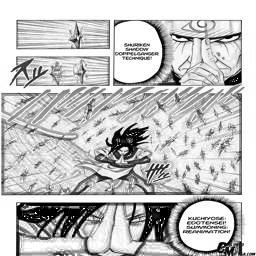 SHURIKEN
SHADOW
DOPPELGANGER
TECHNIQUE!
KUCHIYOSE:
EDOTENSEI
SUMMONING:
REANIMATION!